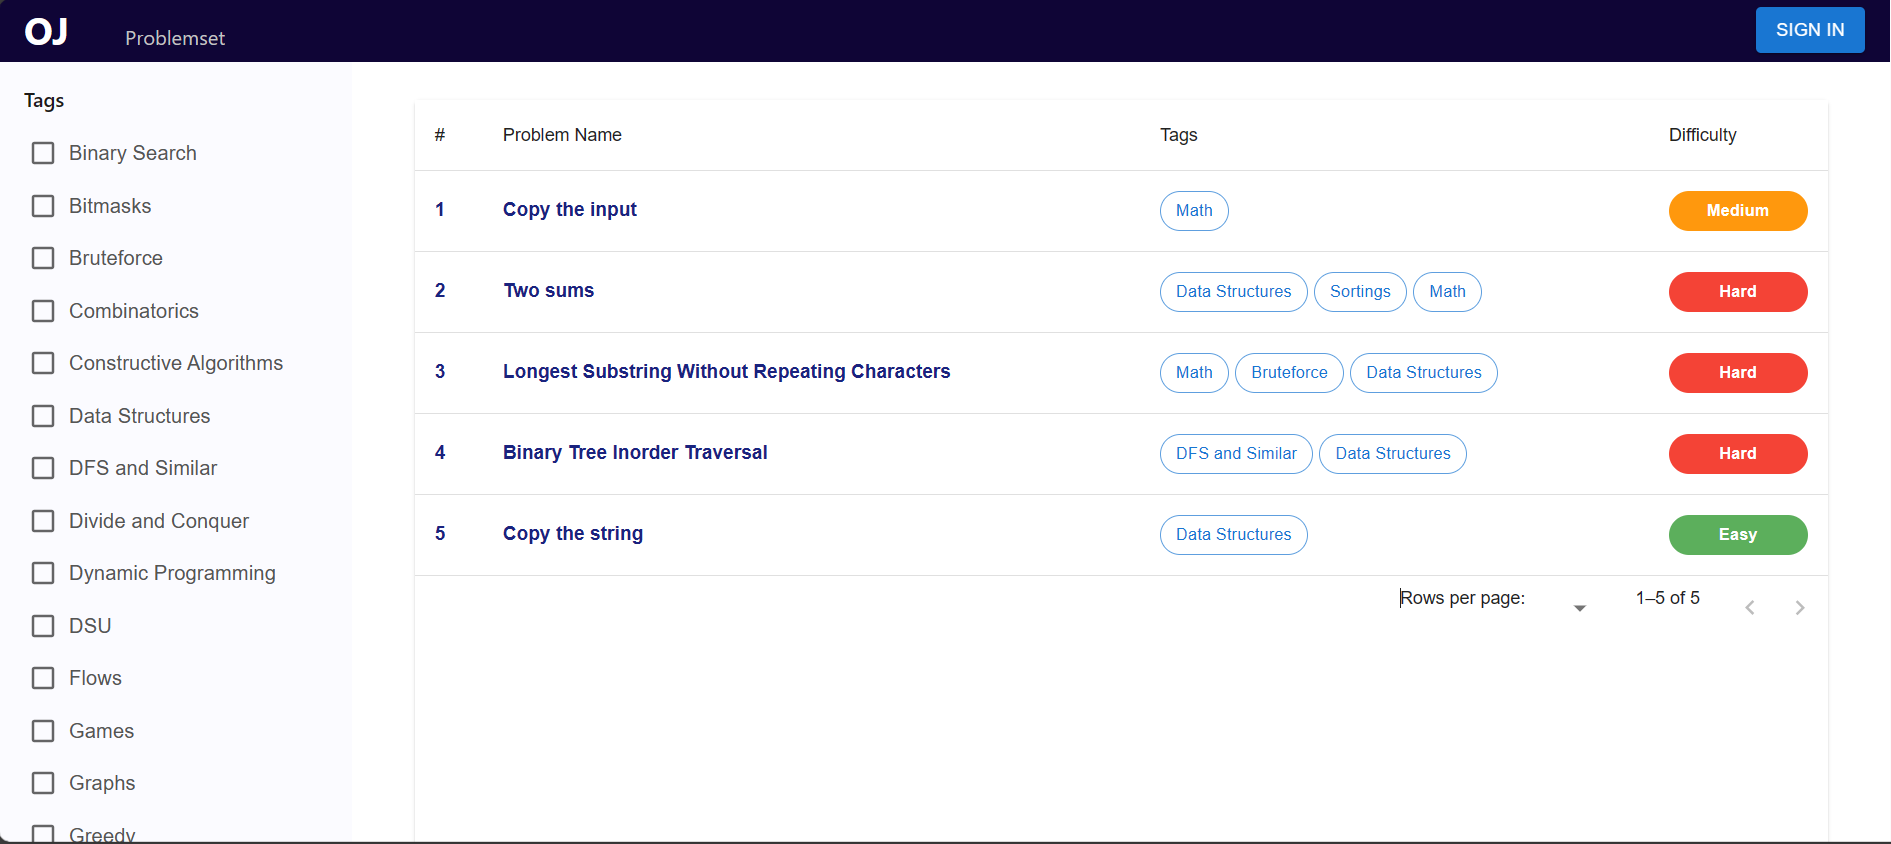 OJ Problemset SIGN IN
Tags
Binary Search
Bitmasks
Bruteforce
Combinatorics
Constructive Algorithms
Data Structures
DFS and Similar
Divide and Conquer
Dynamic Programming
DSU
Flows
Games
Graphs
Greedy
# Problem Name Tags Difficulty
1 Copy the input Math Medium
2 Two sums Data Structures Sortings Math Hard
3 Longest Substring Without Repeating Characters Math Bruteforce Data Structures Hard
4 Binary Tree Inorder Traversal DFS and Similar Data Structures Hard
5 Copy the string Data Structures Easy
Rows per page: 1–5 of 5